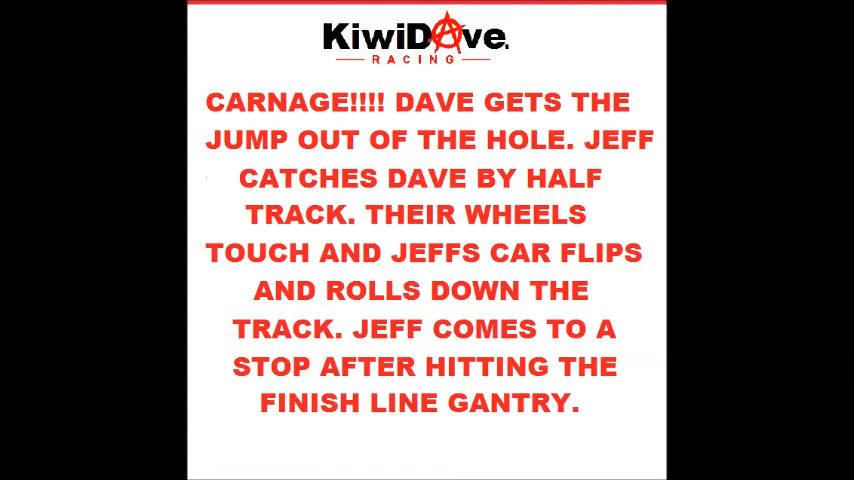 KiwiDAve.
RACING
CARNAGE!!!! DAVE GETS THE
JUMP OUT OF THE HOLE. JEFF
CATCHES DAVE BY HALF
TRACK. THEIR WHEELS
TOUCH AND JEFFS CAR FLIPS
AND ROLLS DOWN THE
TRACK. JEFF COMES TO A
STOP AFTER HITTING THE
FINISH LINE GANTRY.